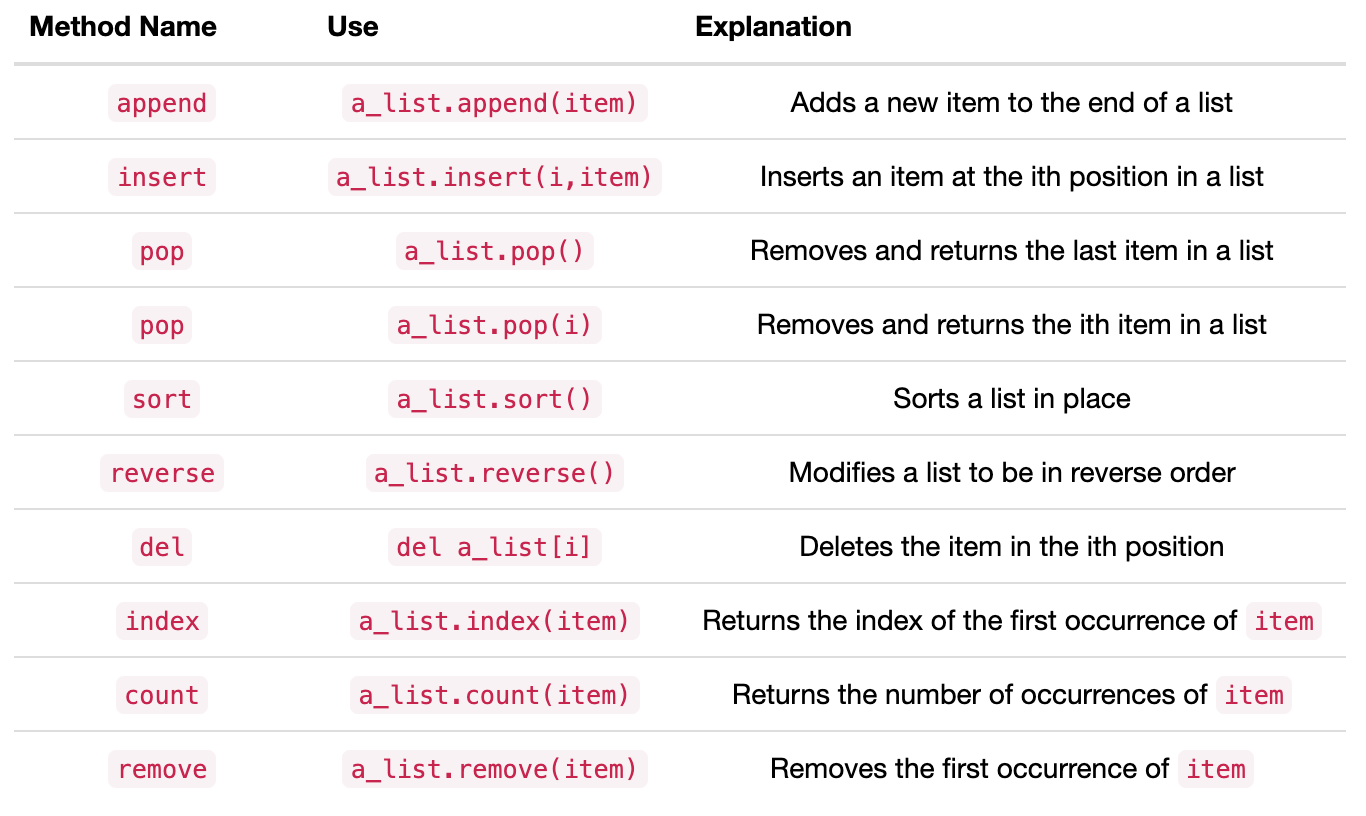 Method Name Use Explanation
append a_list.append(item) Adds a new item to the end of a list
insert a_list.insert(i,item) Inserts an item at the ith position in a list
pop a_list.pop() Removes and returns the last item in a list
pop a_list.pop(i) Removes and returns the ith item in a list
sort a_list.sort() Sorts a list in place
reverse a_list.reverse() Modifies a list to be in reverse order
del del a_list[i] Deletes the item in the ith position
index a_list.index(item) Returns the index of the first occurrence of item
count a_list.count(item) Returns the number of occurrences of item
remove a_list.remove(item) Removes the first occurrence of item